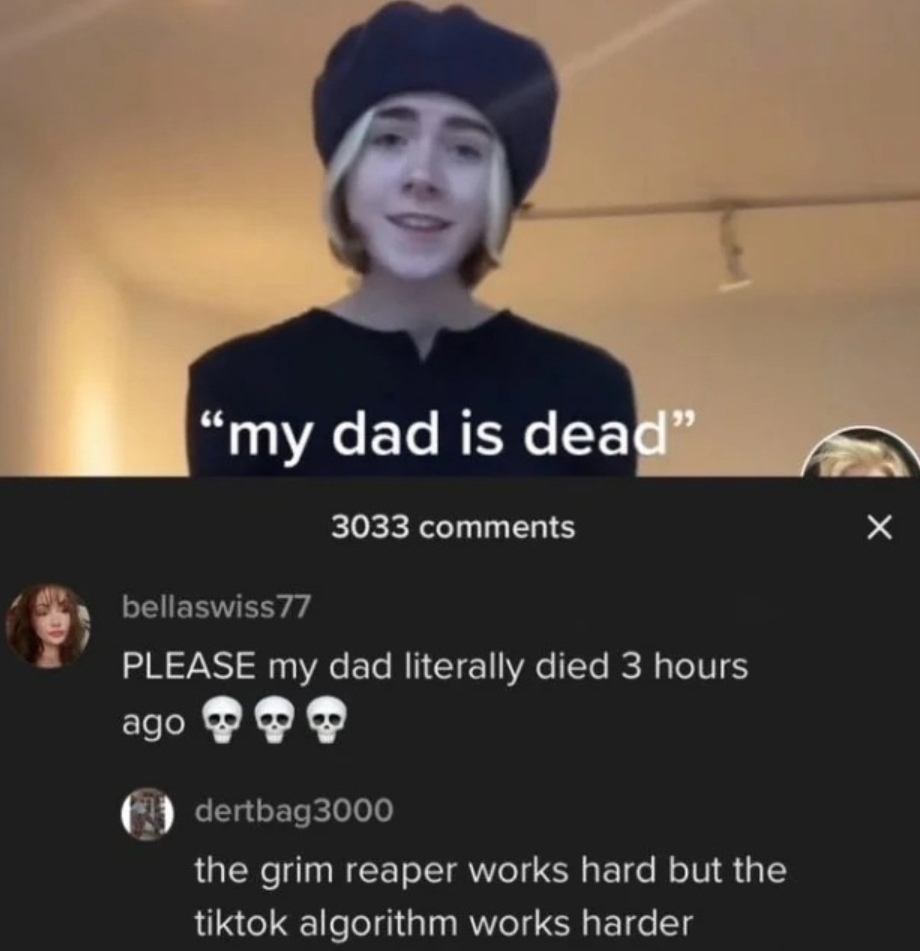 “my dad is dead”
3033 comments
bellaswiss77
PLEASE my dad literally died 3 hours
ago 💀💀💀
dertbag3000
the grim reaper works hard but the
tiktok algorithm works harder